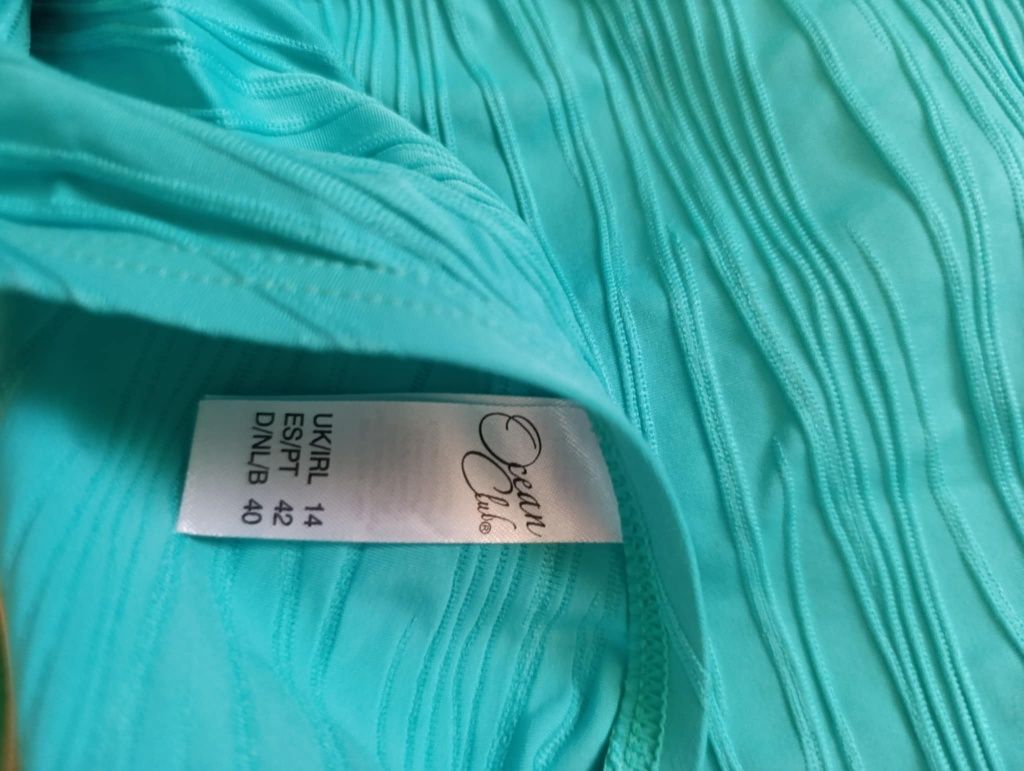 Ocean
Club®
UK/IRL 14
ES/PT 42
D/NL/B 40